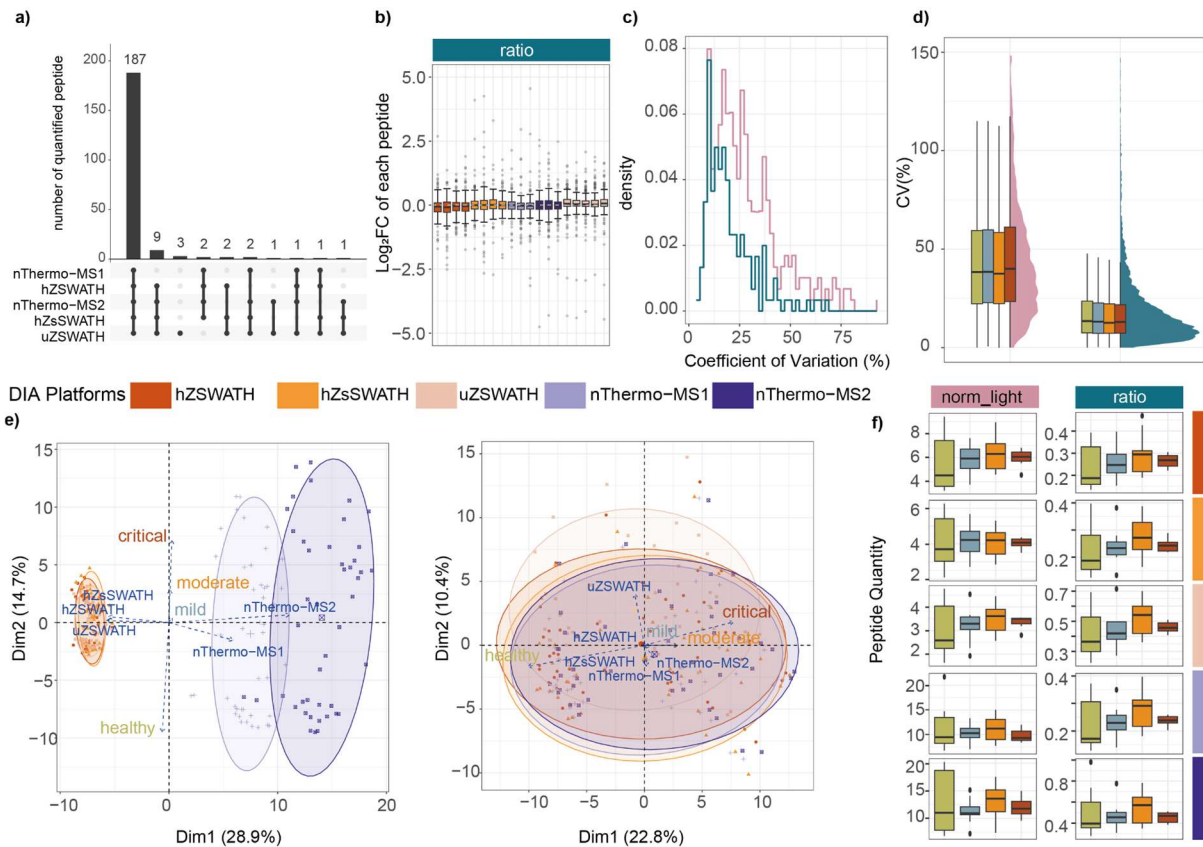 a)
number of quantified peptide
200
150
100
50
0
187
9
3
2
2
2
1
1
1
1
nThermo−MS1
hZSWATH
nThermo−MS2
hZsSWATH
uZSWATH
b)
ratio
Log₂FC of each peptide
5.0
2.5
0.0
−2.5
−5.0
c)
density
0.08
0.06
0.04
0.02
0.00
0
25
50
75
Coefficient of Variation (%)
d)
CV(%)
150
100
50
0
DIA Platforms
hZSWATH
hZsSWATH
uZSWATH
nThermo−MS1
nThermo−MS2
e)
Dim2 (14.7%)
15
10
5
0
−5
−10
critical
moderate
hZsSWATH
mild
hZSWATH
nThermo−MS2
uZSWATH
nThermo−MS1
healthy
−10
0
10
20
Dim1 (28.9%)
Dim2 (10.4%)
15
10
5
0
−5
−10
uZSWATH
critical
hZSWATH
mild
moderate
healthy
hZsSWATH
nThermo−MS2
nThermo−MS1
−10
−5
0
5
10
Dim1 (22.8%)
f)
norm_light
ratio
Peptide Quantity
8
6
4
0.4
0.3
0.2
6
4
2
0.4
0.2
5
4
3
2
0.7
0.5
0.3
20
15
10
0.4
0.2
20
15
10
0.8
0.4